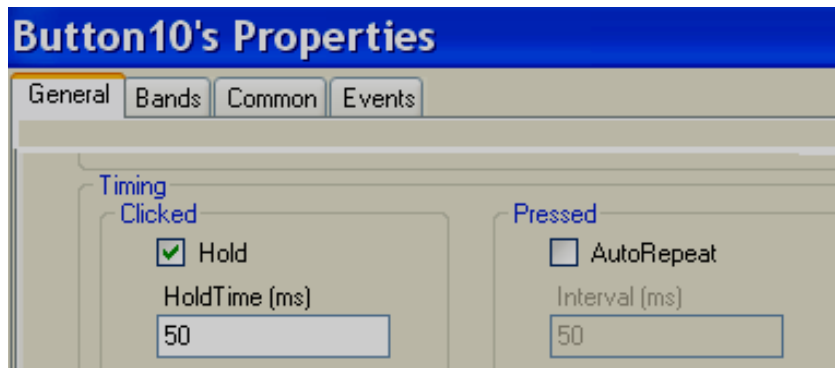 Button10's Properties
General Bands Common Events
Timing
Clicked Pressed
Hold AutoRepeat
HoldTime (ms) Interval (ms)
50 50